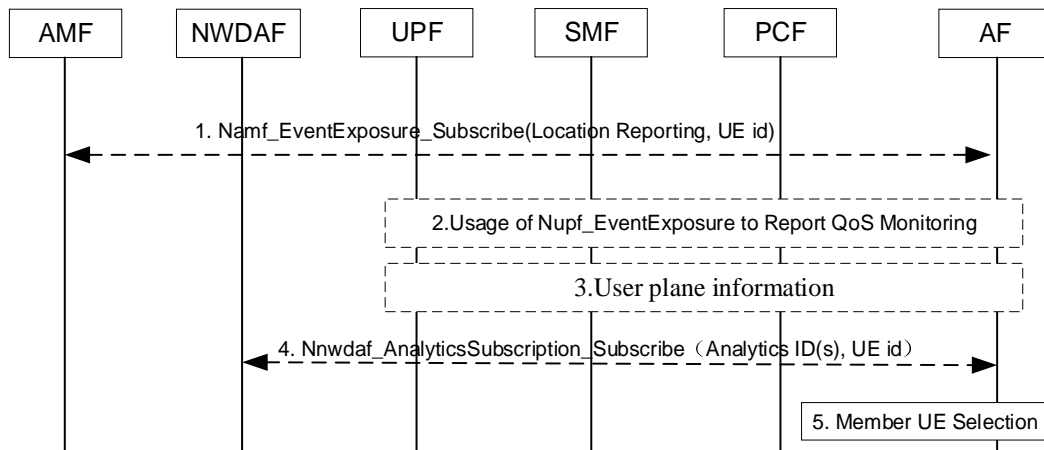 AMF
NWDAF
UPF
SMF
PCF
AF
1. Namf_EventExposure_Subscribe(Location Reporting, UE id)
2.Usage of Nupf_EventExposure to Report QoS Monitoring
3.User plane information
4. Nnwdaf_AnalyticsSubscription_Subscribe（Analytics ID(s), UE id）
5. Member UE Selection